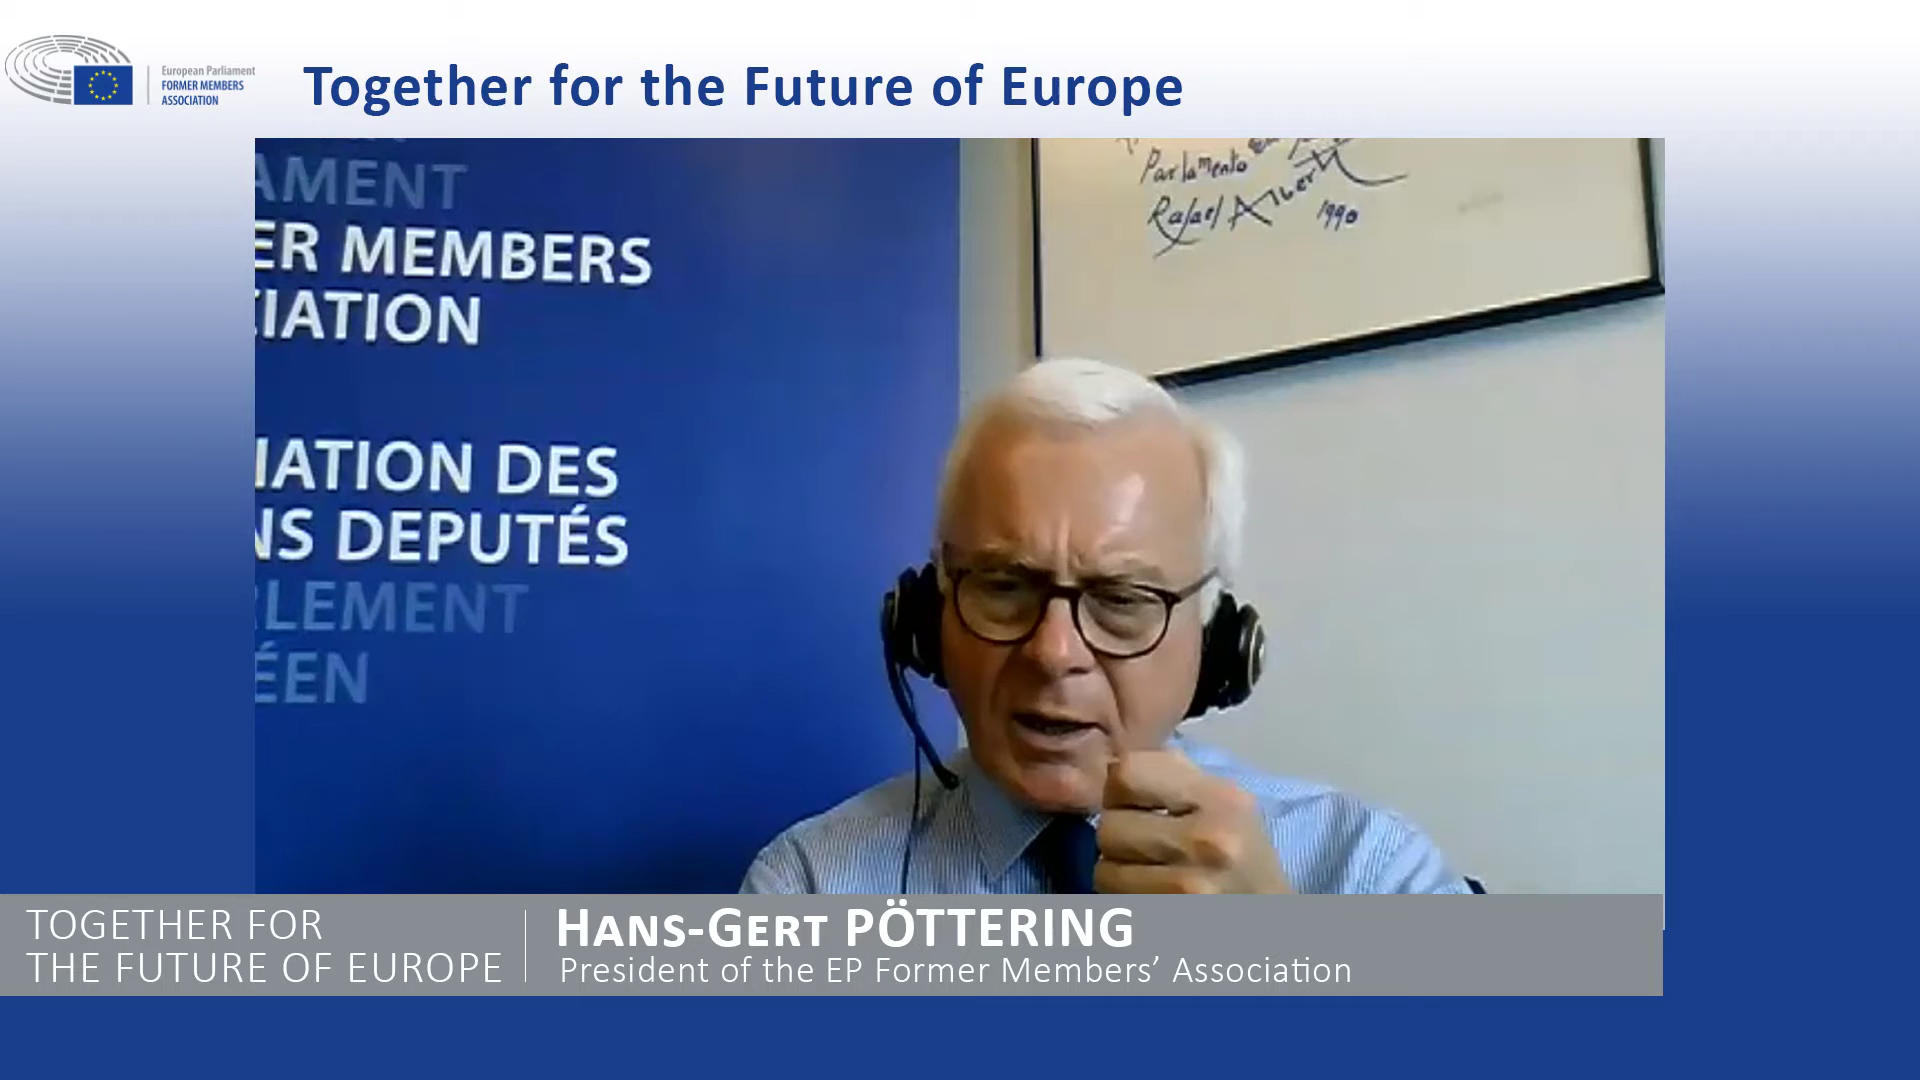 European Parliament
FORMER MEMBERS
ASSOCIATION
Together for the Future of Europe
AMENT
ER MEMBERS
CIATION
IATION DES
NS DEPUTÉS
RLEMENT
ÉEN
Parlamento
Rafael Alberti
1990
TOGETHER FOR
THE FUTURE OF EUROPE
Hans-Gert PÖTTERING
President of the EP Former Members’ Association